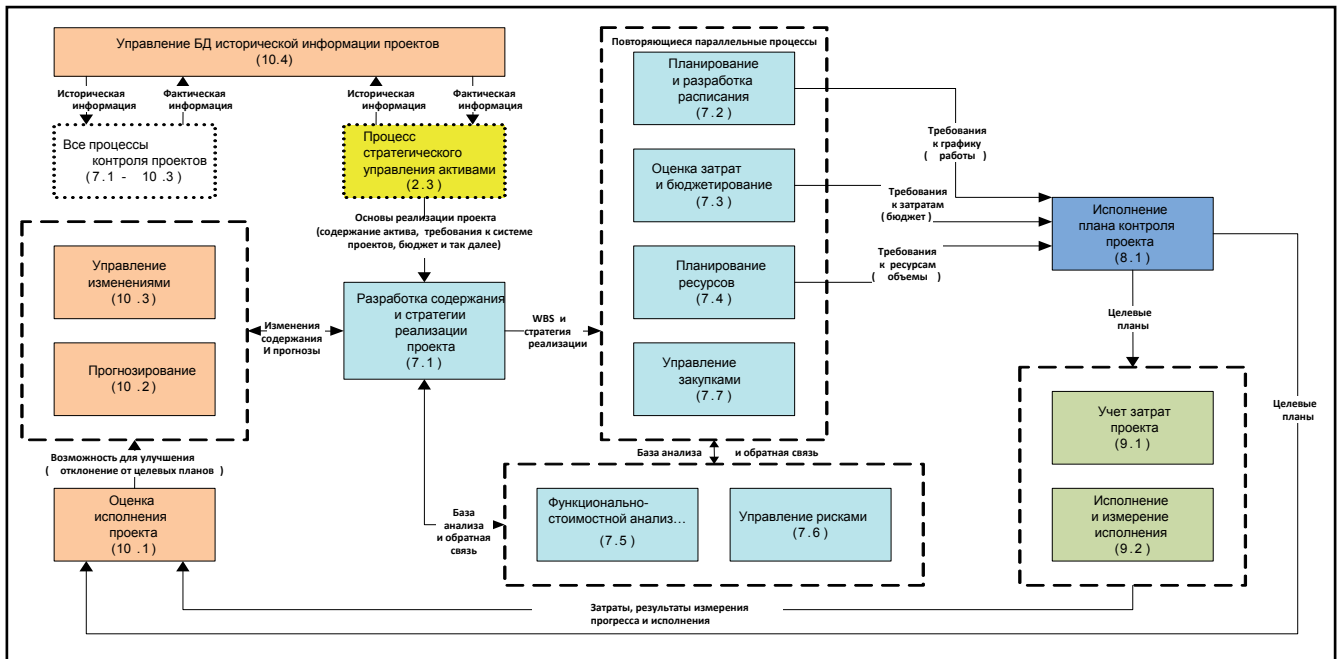 Управление БД исторической информации проектов
(10.4)
Историческая
информация
Фактическая
информация
Историческая
информация
Фактическая
информация
Все процессы
контроля проектов
(7.1 - 10.3)
Процесс
стратегического
управления активами
(2.3)
Основы реализации проекта
(содержание актива, требования к системе
проектов, бюджет и так далее)
Управление
изменениями
(10.3)
Прогнозирование
(10.2)
Изменения
содержания
И прогнозы
Разработка содержания
и стратегии
реализации
проекта
(7.1)
WBS и
стратегия
реализации
Возможность для улучшения
( отклонение от целевых планов )
Оценка
исполнения
проекта
(10.1)
Повторяющиеся параллельные процессы
Планирование
и разработка
расписания
(7.2)
Оценка затрат
и бюджетирование
(7.3)
Планирование
ресурсов
(7.4)
Управление
закупками
(7.7)
Требования
к графику
( работы )
Требования
к затратам
(бюджет )
Требования
к ресурсам
( объемы )
Исполнение
плана контроля
проекта
(8.1)
Целевые
планы
Целевые
планы
Учет затрат
проекта
(9.1)
Исполнение
и измерение
исполнения
(9.2)
База анализа и обратная связь
Функционально-
стоимостной анализ…
(7.5)
Управление рисками
(7.6)
База
анализа
и обратная
связь
Затраты, результаты измерения
прогресса и исполнения